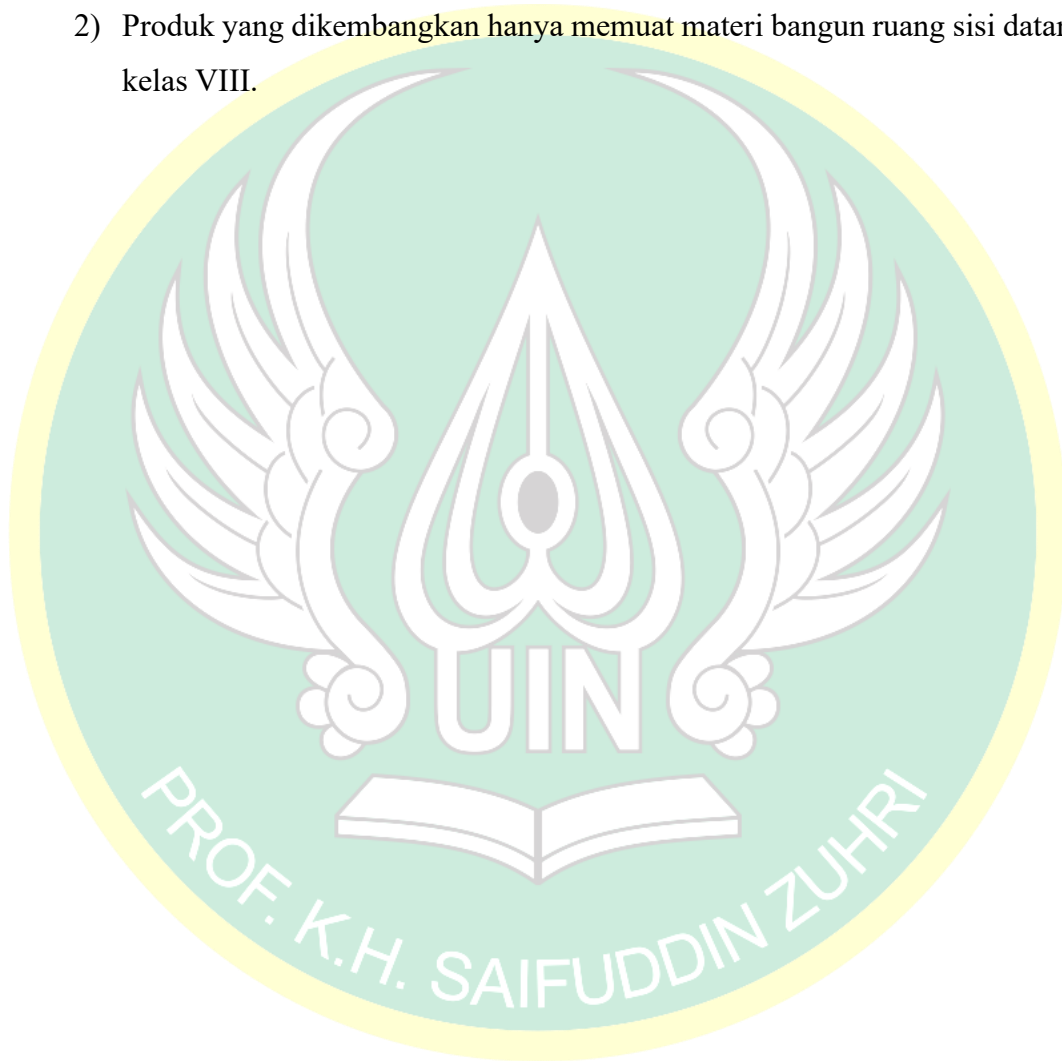 2) Produk yang dikembangkan hanya memuat materi bangun ruang sisi datar
kelas VIII.
UIN
PROF. K.H. SAIFUDDIN ZUHRI